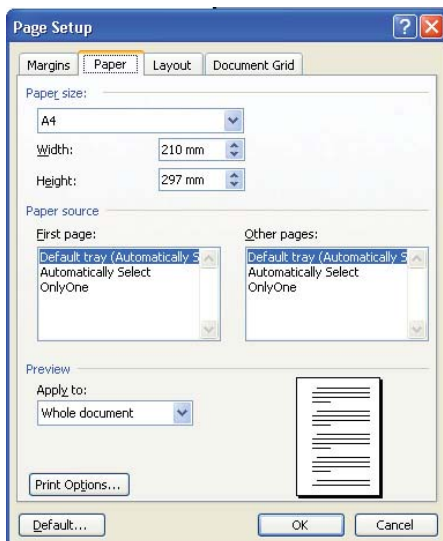 Page Setup
Margins Paper Layout Document Grid
Paper size:
A4
Width: 210 mm
Height: 297 mm
Paper source
First page: Other pages:
Default tray (Automatically S Default tray (Automatically S
Automatically Select Automatically Select
OnlyOne OnlyOne
Preview
Apply to:
Whole document
Print Options...
Default... OK Cancel